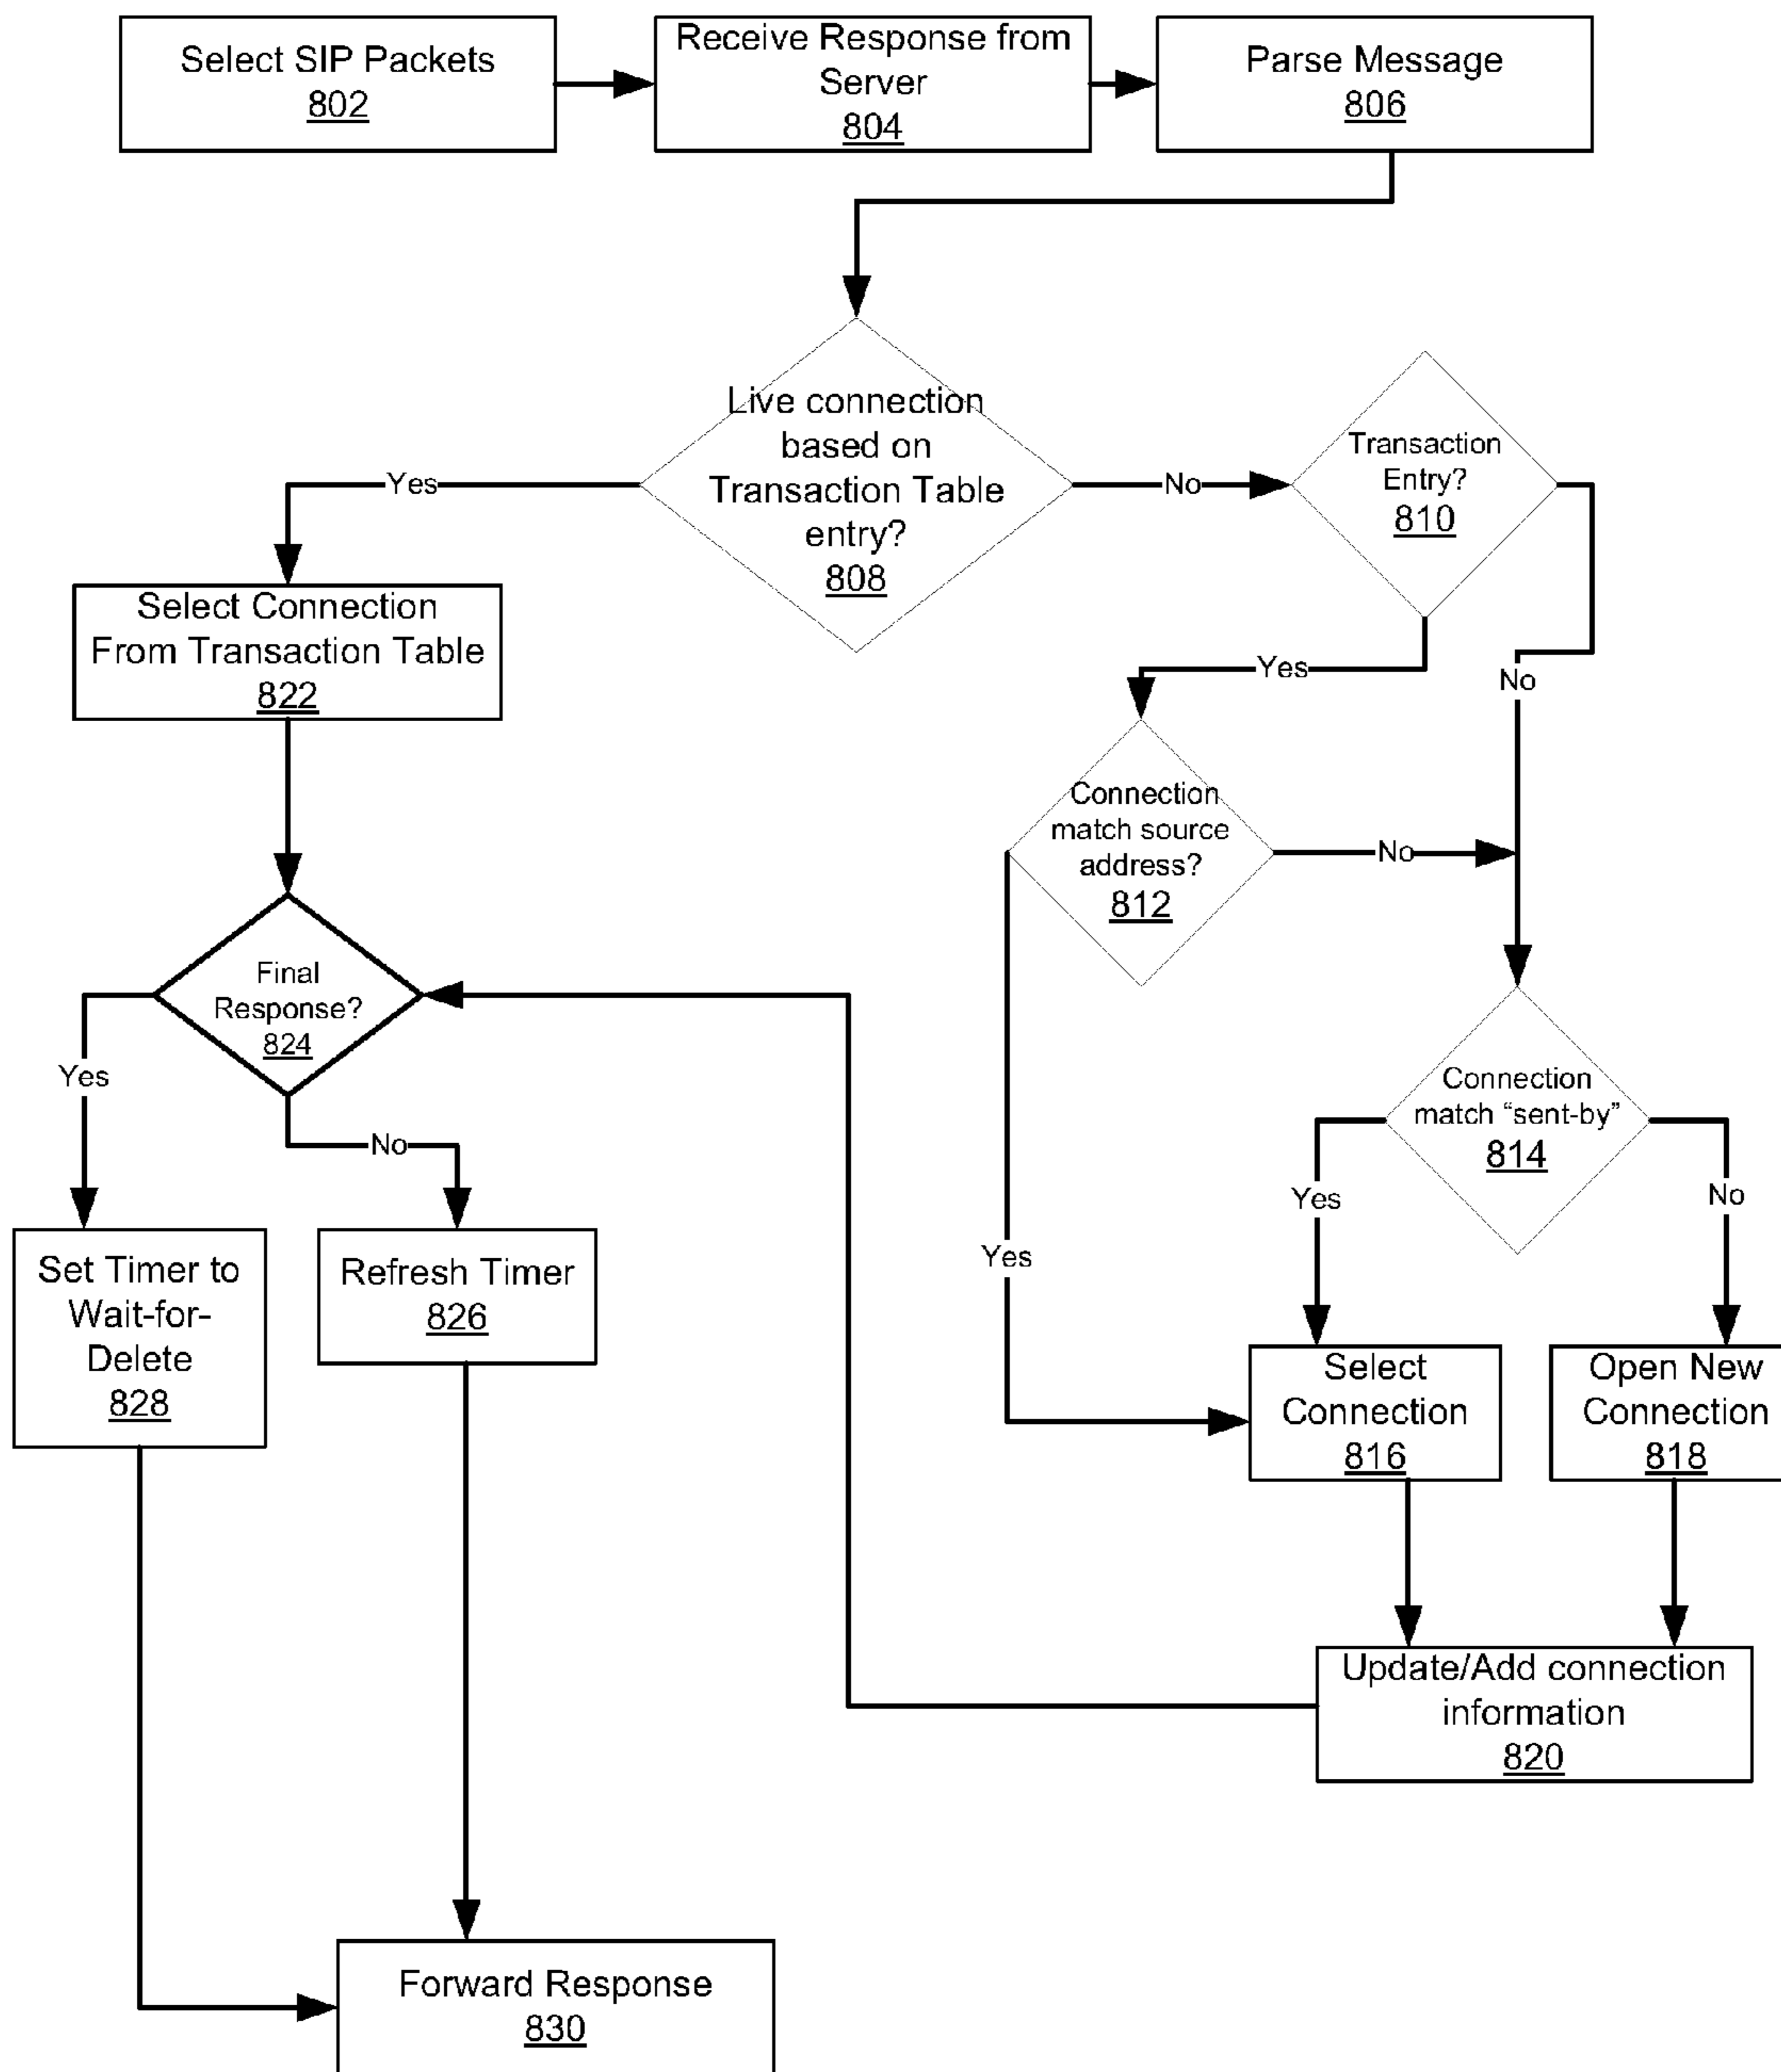 Select SIP Packets
802
Receive Response from
Server
804
Parse Message
806
Live connection
based on
Transaction Table
entry?
808
Yes
No
Transaction
Entry?
810
Select Connection
From Transaction Table
822
Yes
No
Connection
match source
address?
812
No
Final
Response?
824
Yes
No
Connection
match “sent-by”
814
Yes
No
Yes
Set Timer to
Wait-for-
Delete
828
Refresh Timer
826
Select
Connection
816
Open New
Connection
818
Update/Add connection
information
820
Forward Response
830